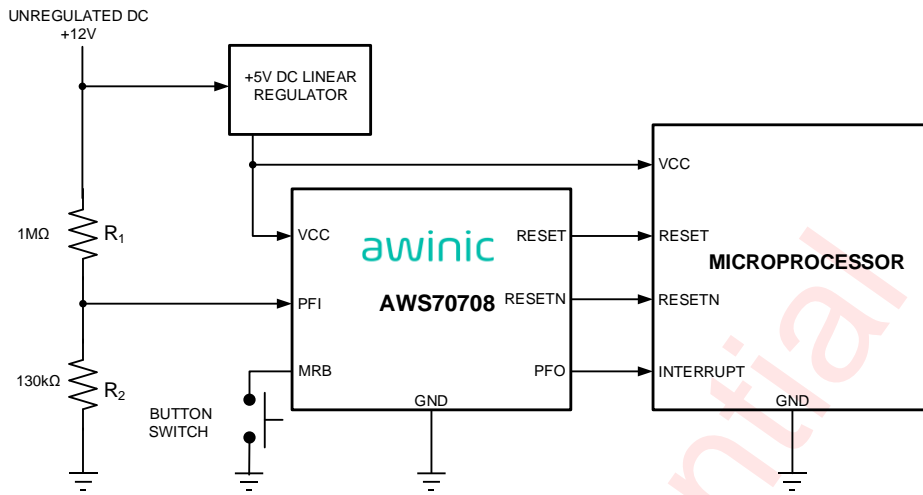 UNREGULATED DC
+12V
+5V DC LINEAR
REGULATOR
1MΩ
R1
130kΩ
R2
BUTTON
SWITCH
VCC
PFI
MRB
awinic
AWS70708
RESET
RESETN
PFO
GND
VCC
RESET
MICROPROCESSOR
RESETN
INTERRUPT
GND
ntial